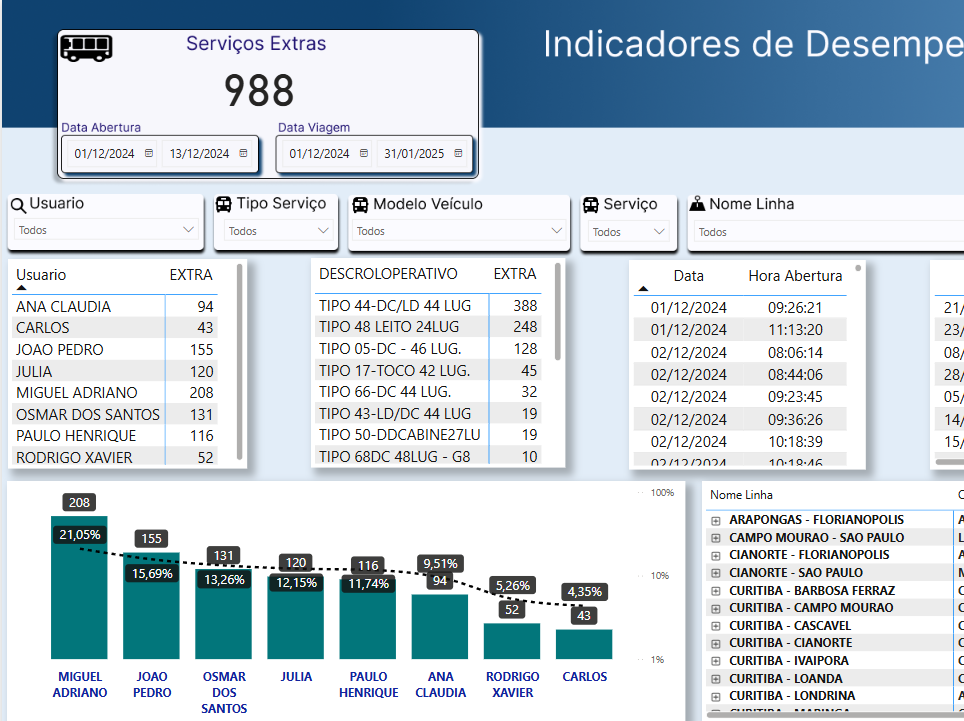 Serviços Extras
988
Data Abertura
Data Viagem
01/12/2024
13/12/2024
01/12/2024
31/01/2025
Indicadores de Desempe
Usuario
Todos
Tipo Serviço
Todos
Modelo Veículo
Todos
Serviço
Todos
Nome Linha
Todos
Usuario EXTRA
ANA CLAUDIA 94
CARLOS 43
JOAO PEDRO 155
JULIA 120
MIGUEL ADRIANO 208
OSMAR DOS SANTOS 131
PAULO HENRIQUE 116
RODRIGO XAVIER 52
DESCROLOPERATIVO EXTRA
TIPO 44-DC/LD 44 LUG 388
TIPO 48 LEITO 24LUG 248
TIPO 05-DC - 46 LUG. 128
TIPO 17-TOCO 42 LUG. 45
TIPO 66-DC 44 LUG. 32
TIPO 43-LD/DC 44 LUG 19
TIPO 50-DDCABINE27LU 19
TIPO 68DC 48LUG - G8 10
Data Hora Abertura
01/12/2024 09:26:21
01/12/2024 11:13:20
02/12/2024 08:06:14
02/12/2024 08:44:06
02/12/2024 09:23:45
02/12/2024 09:36:26
02/12/2024 10:18:39
02/12/2024 10:18:46
21/
23/
08/
28/
05/
14/
15/
208
21,05%
155
15,69%
131
13,26%
120
12,15%
116
11,74%
9,51%
94
5,26%
52
4,35%
43
100%
10%
1%
MIGUEL
ADRIANO
JOAO
PEDRO
OSMAR
DOS
SANTOS
JULIA
PAULO
HENRIQUE
ANA
CLAUDIA
RODRIGO
XAVIER
CARLOS
Nome Linha
ARAPONGAS - FLORIANOPOLIS
CAMPO MOURAO - SAO PAULO
CIANORTE - FLORIANOPOLIS
CIANORTE - SAO PAULO
CURITIBA - BARBOSA FERRAZ
CURITIBA - CAMPO MOURAO
CURITIBA - CASCAVEL
CURITIBA - CIANORTE
CURITIBA - IVAIPORA
CURITIBA - LOANDA
CURITIBA - LONDRINA
CURITIBA - MARINGA